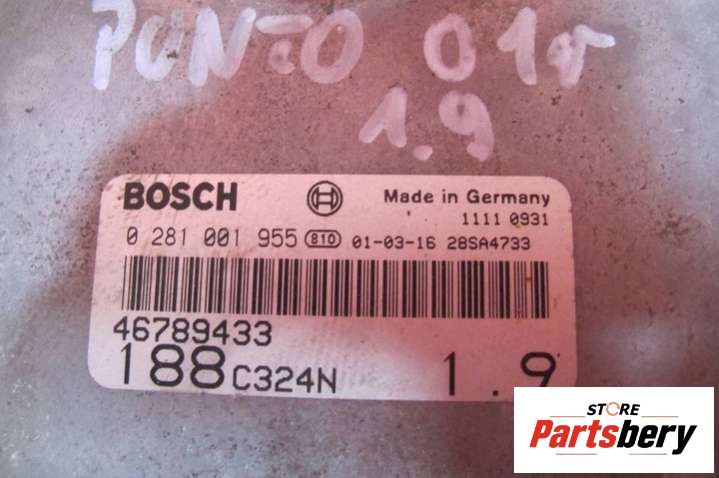 PUNTO 01r
1.9
BOSCH Made in Germany
1111 0931
0 281 001 955 810 01-03-16 28SA4733
46789433
188 C324N 1.9
STORE
Partsbery